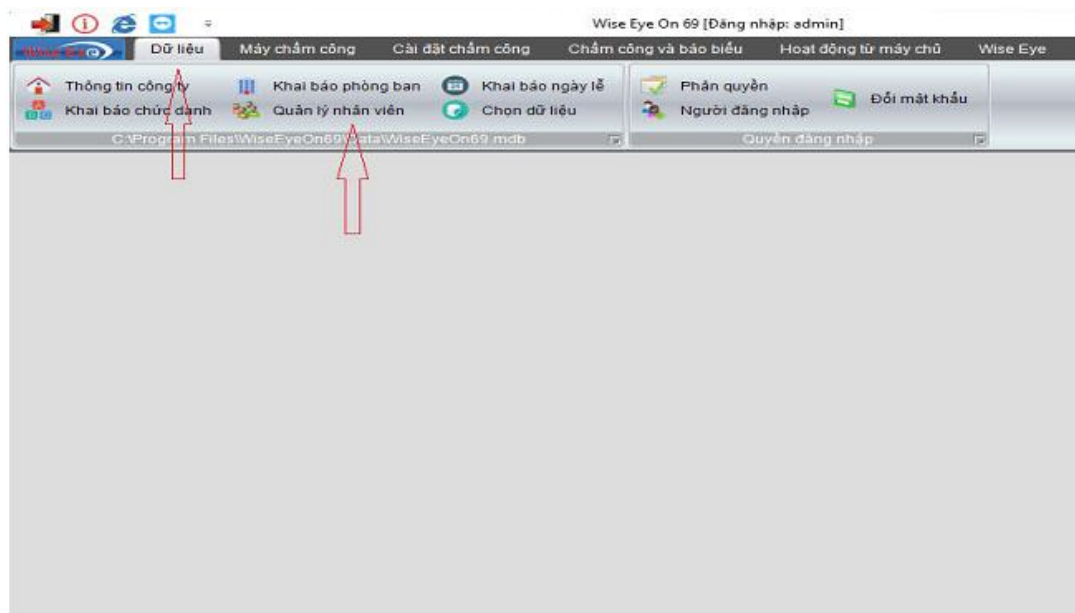 Wise Eye On 69 [Đăng nhập: admin]
Wise Eye Dữ liệu Máy chấm công Cài đặt chấm công Chấm công và báo biểu Hoạt động từ máy chủ Wise Eye
Thông tin công ty Khai báo phòng ban Khai báo ngày lễ Phân quyền
Đổi mật khẩu
Khai báo chức danh Quản lý nhân viên Chọn dữ liệu Người đăng nhập
C:\Program Files\WiseEyeOn69\Data\WiseEyeOn69.mdb Quyền đăng nhập